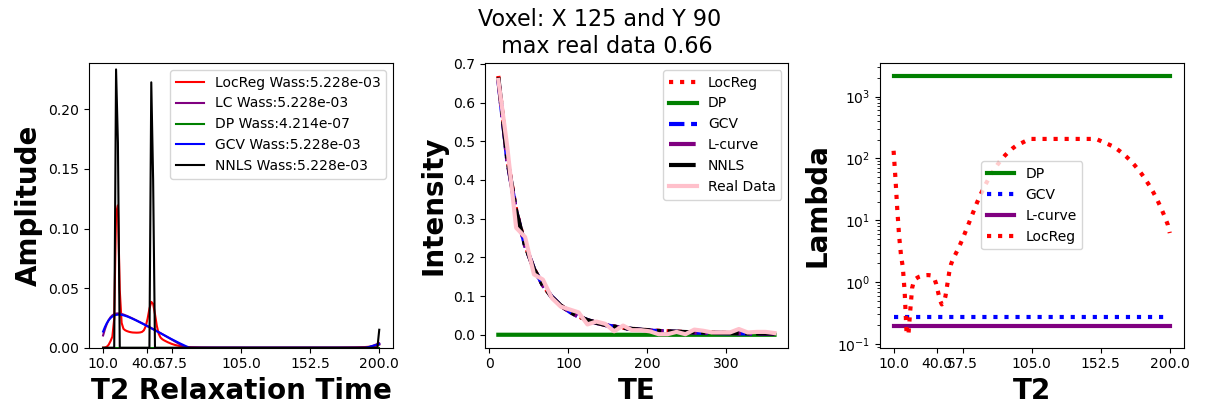 Voxel: X 125 and Y 90
max real data 0.66
Amplitude
0.20
0.15
0.10
0.05
0.00
LocReg Wass:5.228e-03
LC Wass:5.228e-03
DP Wass:4.214e-07
GCV Wass:5.228e-03
NNLS Wass:5.228e-03
10.0 40.0 57.5 105.0 152.5 200.0
T2 Relaxation Time
Intensity
0.7
0.6
0.5
0.4
0.3
0.2
0.1
0.0
LocReg
DP
GCV
L-curve
NNLS
Real Data
0 100 200 300
TE
Lambda
10³
10²
10¹
10⁰
10⁻¹
DP
GCV
L-curve
LocReg
10.0 40.0 57.5 105.0 152.5 200.0
T2